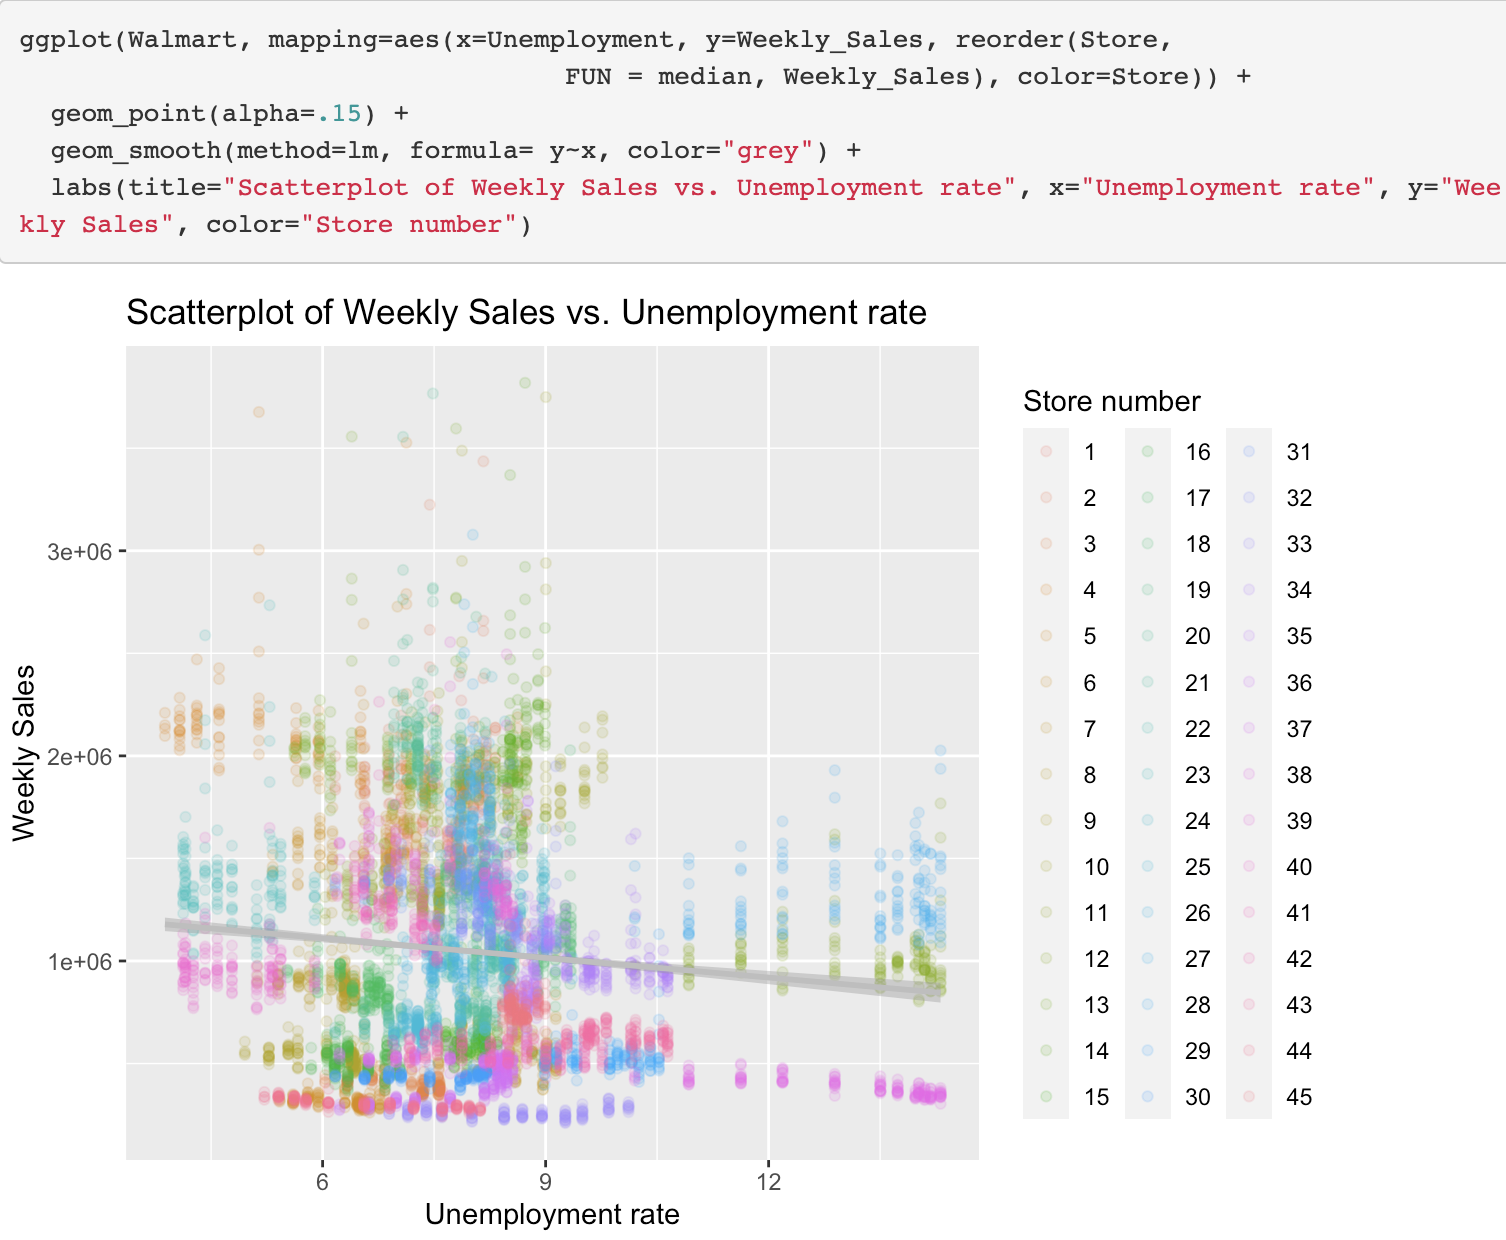 ggplot(Walmart, mapping=aes(x=Unemployment, y=Weekly_Sales, reorder(Store,
FUN = median, Weekly_Sales), color=Store)) +
geom_point(alpha=.15) +
geom_smooth(method=lm, formula= y~x, color="grey") +
labs(title="Scatterplot of Weekly Sales vs. Unemployment rate", x="Unemployment rate", y="Wee
kly Sales", color="Store number")
Scatterplot of Weekly Sales vs. Unemployment rate
Weekly Sales
3e+06
2e+06
1e+06
6 9 12
Unemployment rate
Store number
1 16 31
2 17 32
3 18 33
4 19 34
5 20 35
6 21 36
7 22 37
8 23 38
9 24 39
10 25 40
11 26 41
12 27 42
13 28 43
14 29 44
15 30 45